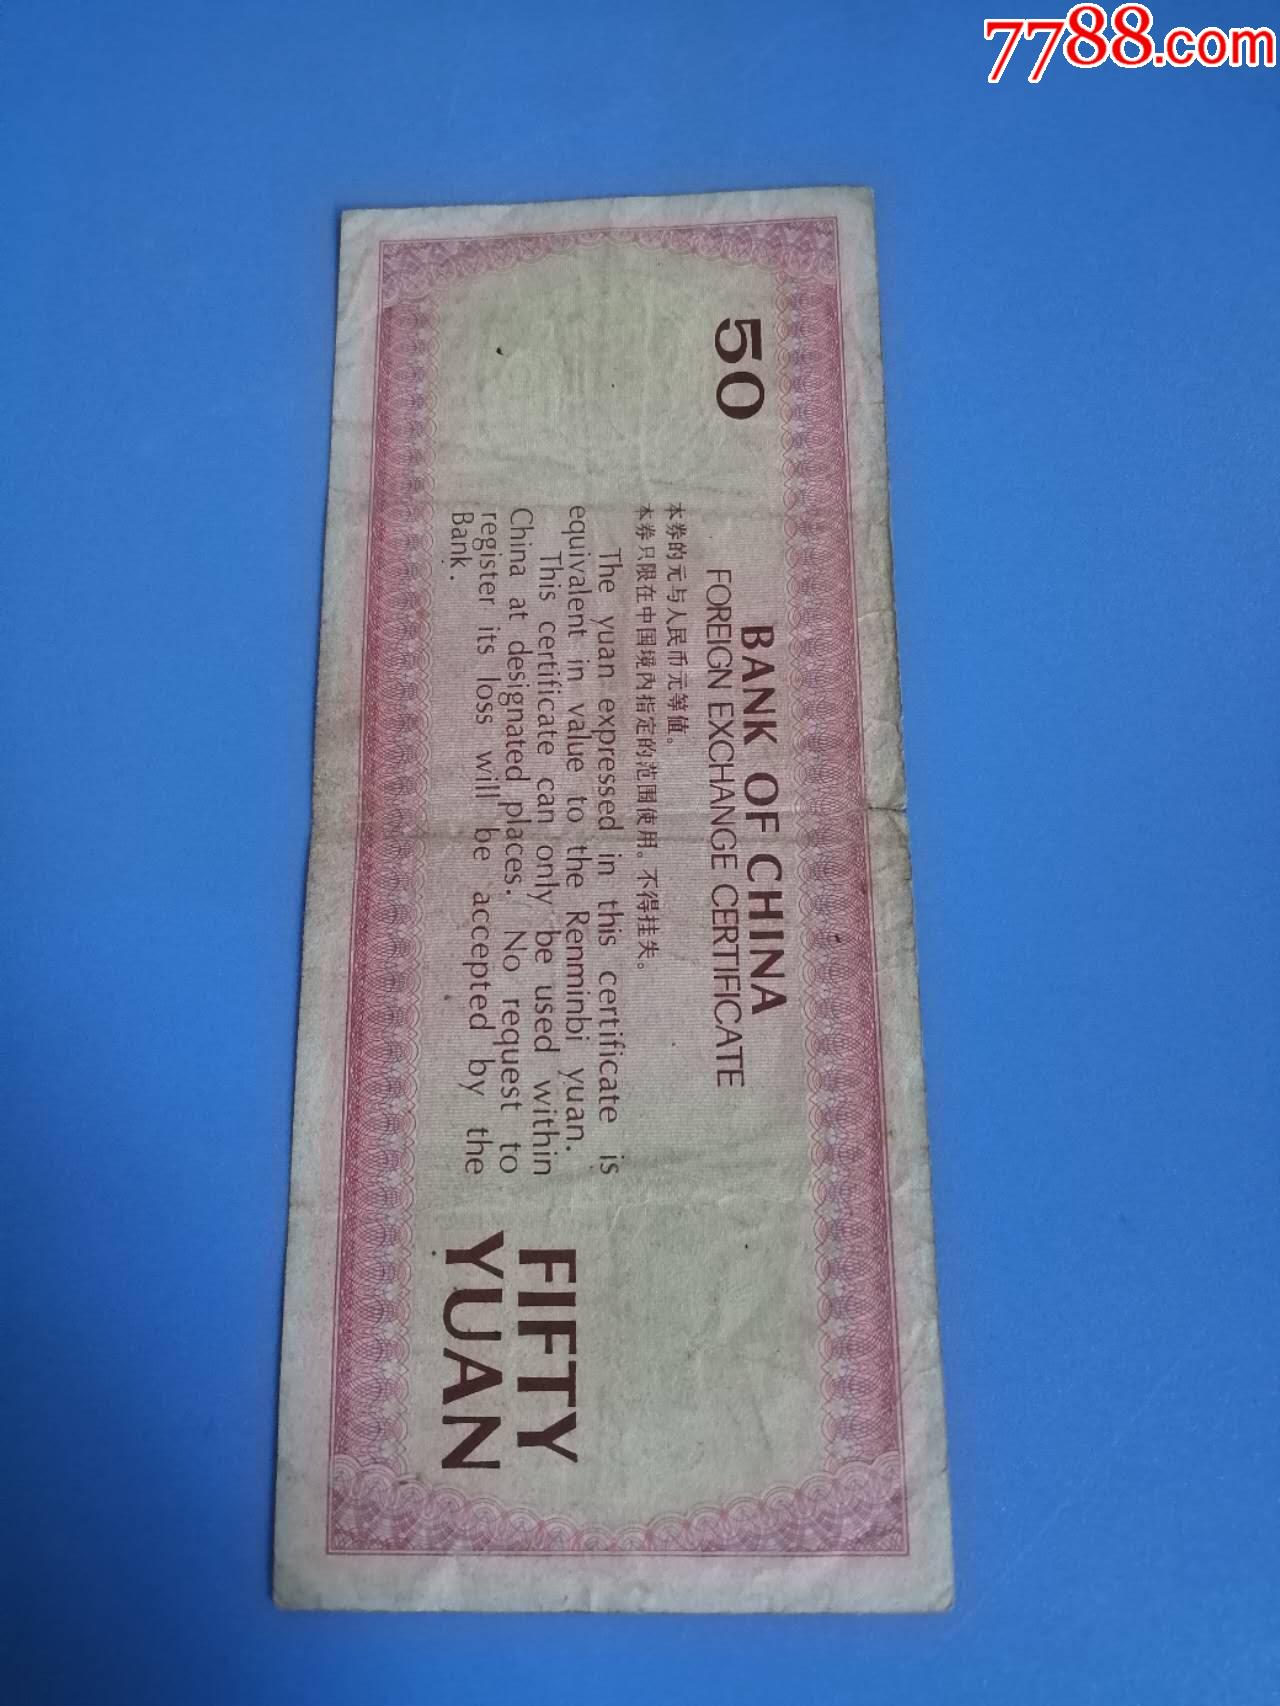 7788.com
50
BANK OF CHINA
FOREIGN EXCHANGE CERTIFICATE
本券的元与人民币元等值。
本券只限在中国境内指定的范围使用。不得挂失。
The yuan expressed in this certificate is
equivalent in value to the Renminbi yuan.
This certificate can only be used within
China at designated places. No request to
register its loss will be accepted by the
Bank.
FIFTY
YUAN